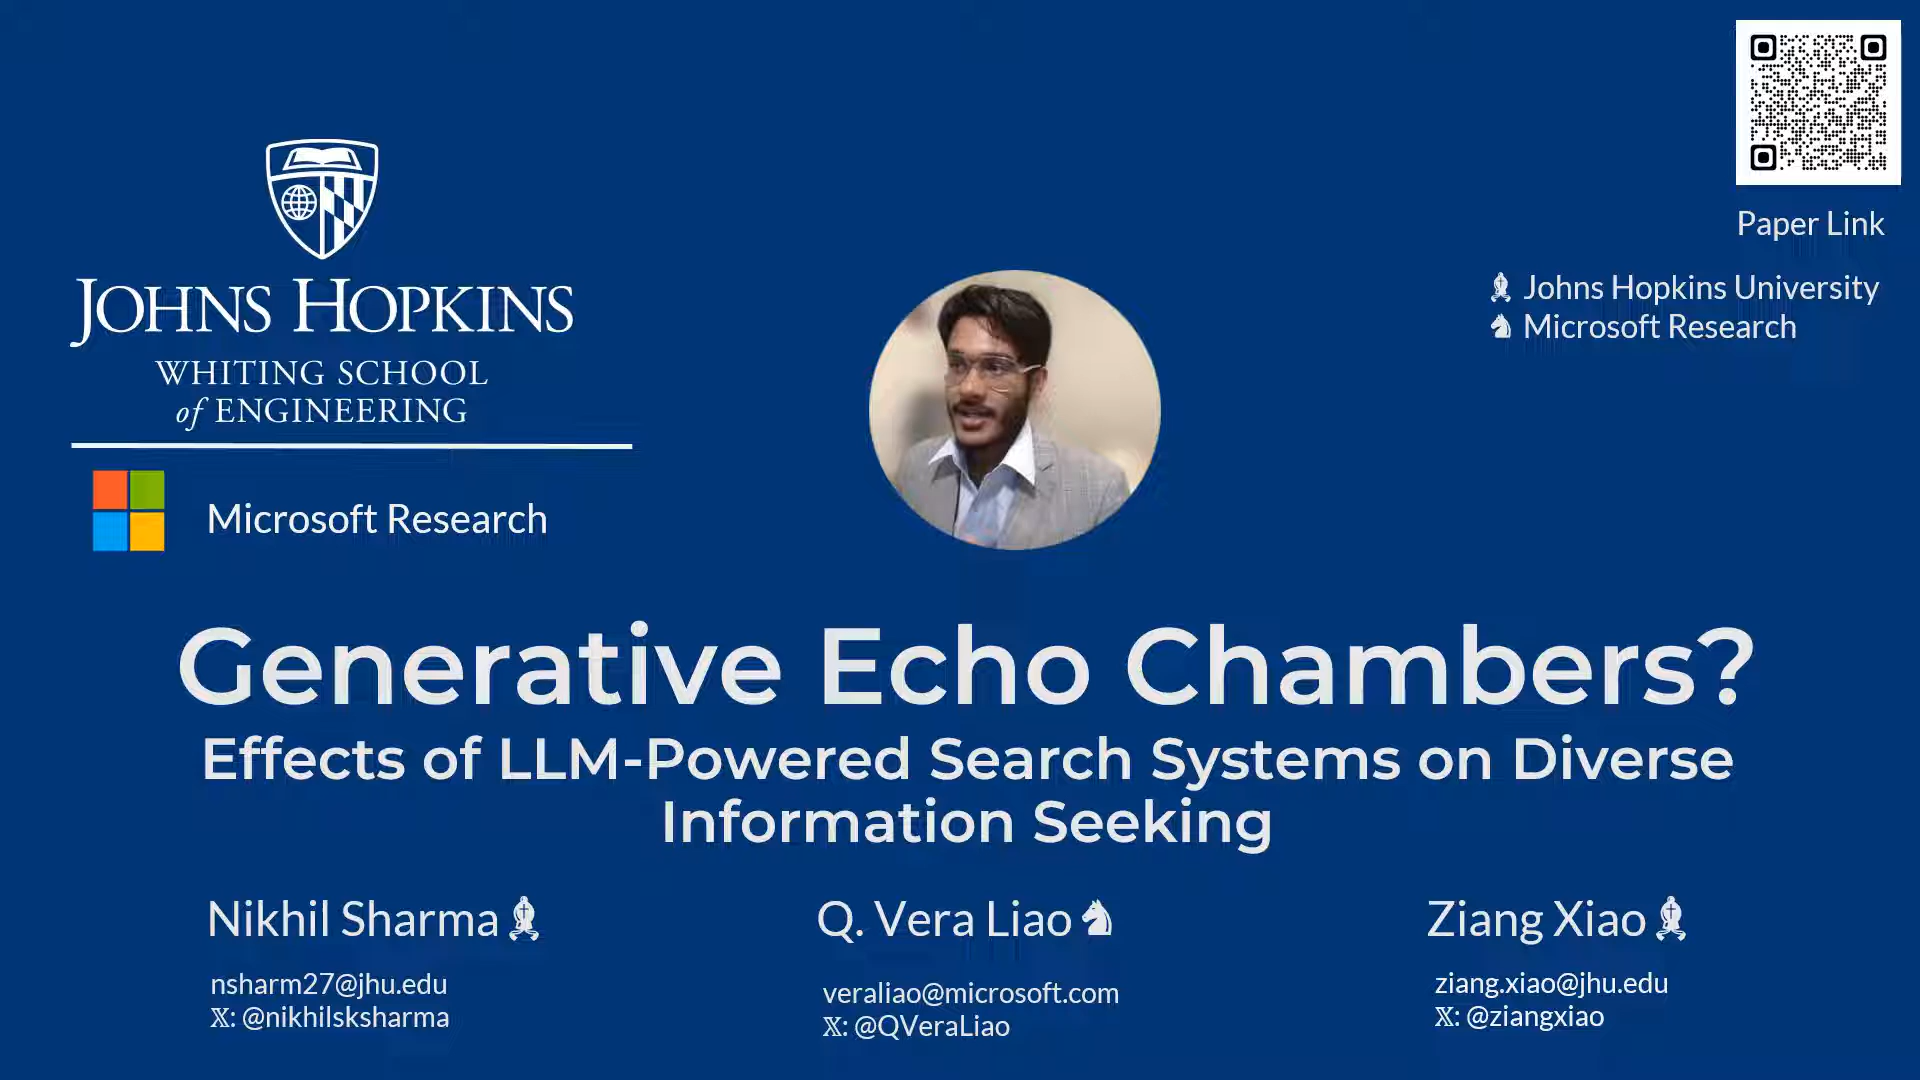 JOHNS HOPKINS
WHITING SCHOOL
of ENGINEERING
Microsoft Research
Paper Link
Johns Hopkins University
Microsoft Research
Generative Echo Chambers?
Effects of LLM-Powered Search Systems on Diverse
Information Seeking
Nikhil Sharma
nsharm27@jhu.edu
𝕏: @nikhilsksharma
Q. Vera Liao
veraliao@microsoft.com
𝕏: @QVeraLiao
Ziang Xiao
ziang.xiao@jhu.edu
𝕏: @ziangxiao